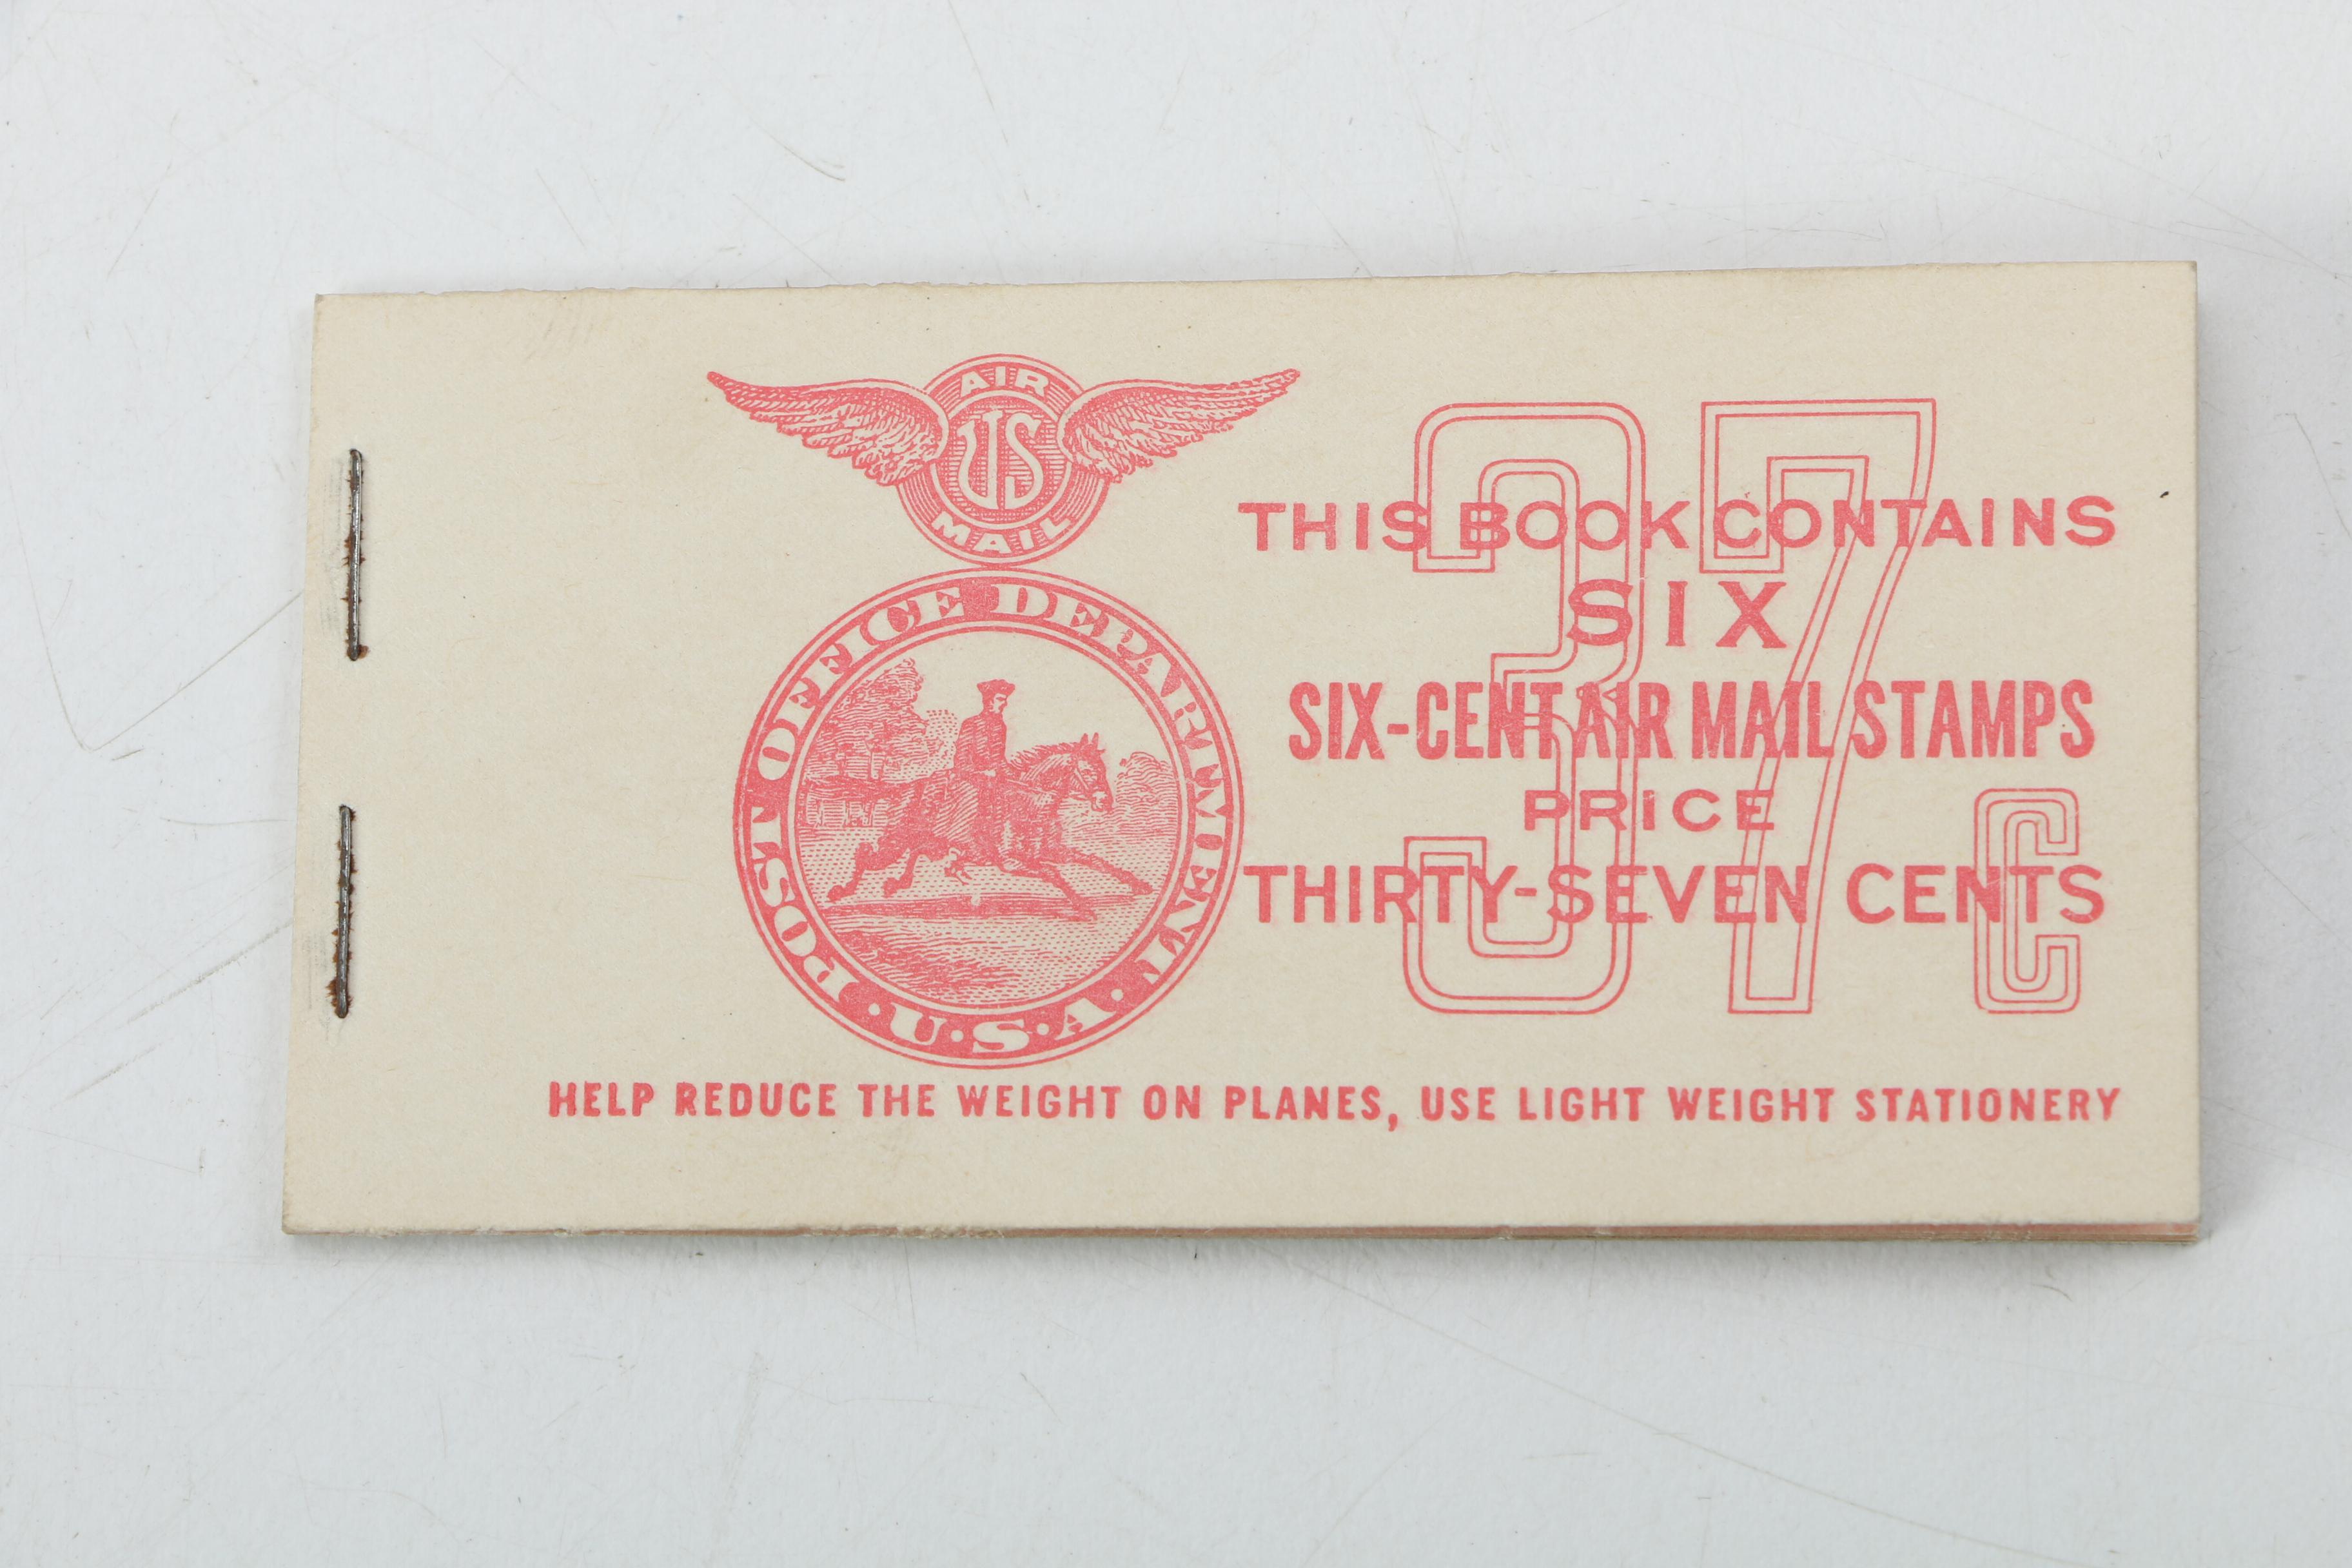 AIR
US
MAIL
POST OFFICE DEPARTMENT
·U·S·A·
37c
THIS BOOK CONTAINS
SIX
SIX-CENT AIR MAIL STAMPS
PRICE
THIRTY-SEVEN CENTS
HELP REDUCE THE WEIGHT ON PLANES, USE LIGHT WEIGHT STATIONERY